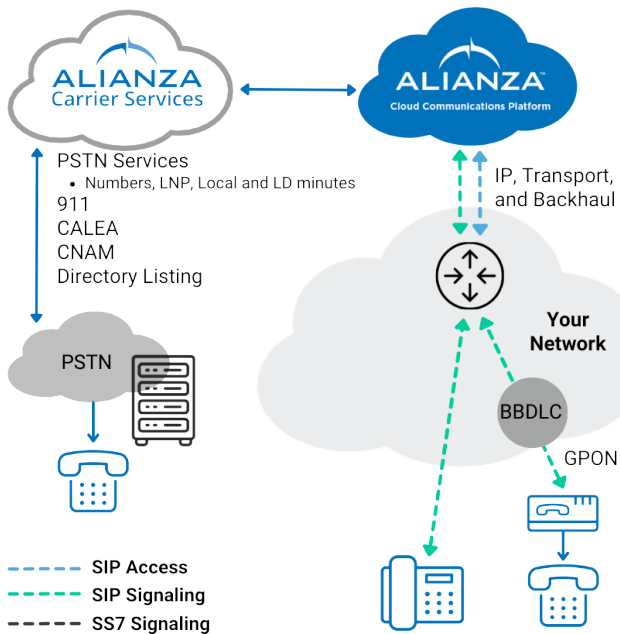 ALIANZA
Carrier Services
ALIANZA™
Cloud Communications Platform
PSTN Services
• Numbers, LNP, Local and LD minutes
911
CALEA
CNAM
Directory Listing
IP, Transport,
and Backhaul
Your
Network
PSTN
BBDLC
GPON
SIP Access
SIP Signaling
SS7 Signaling